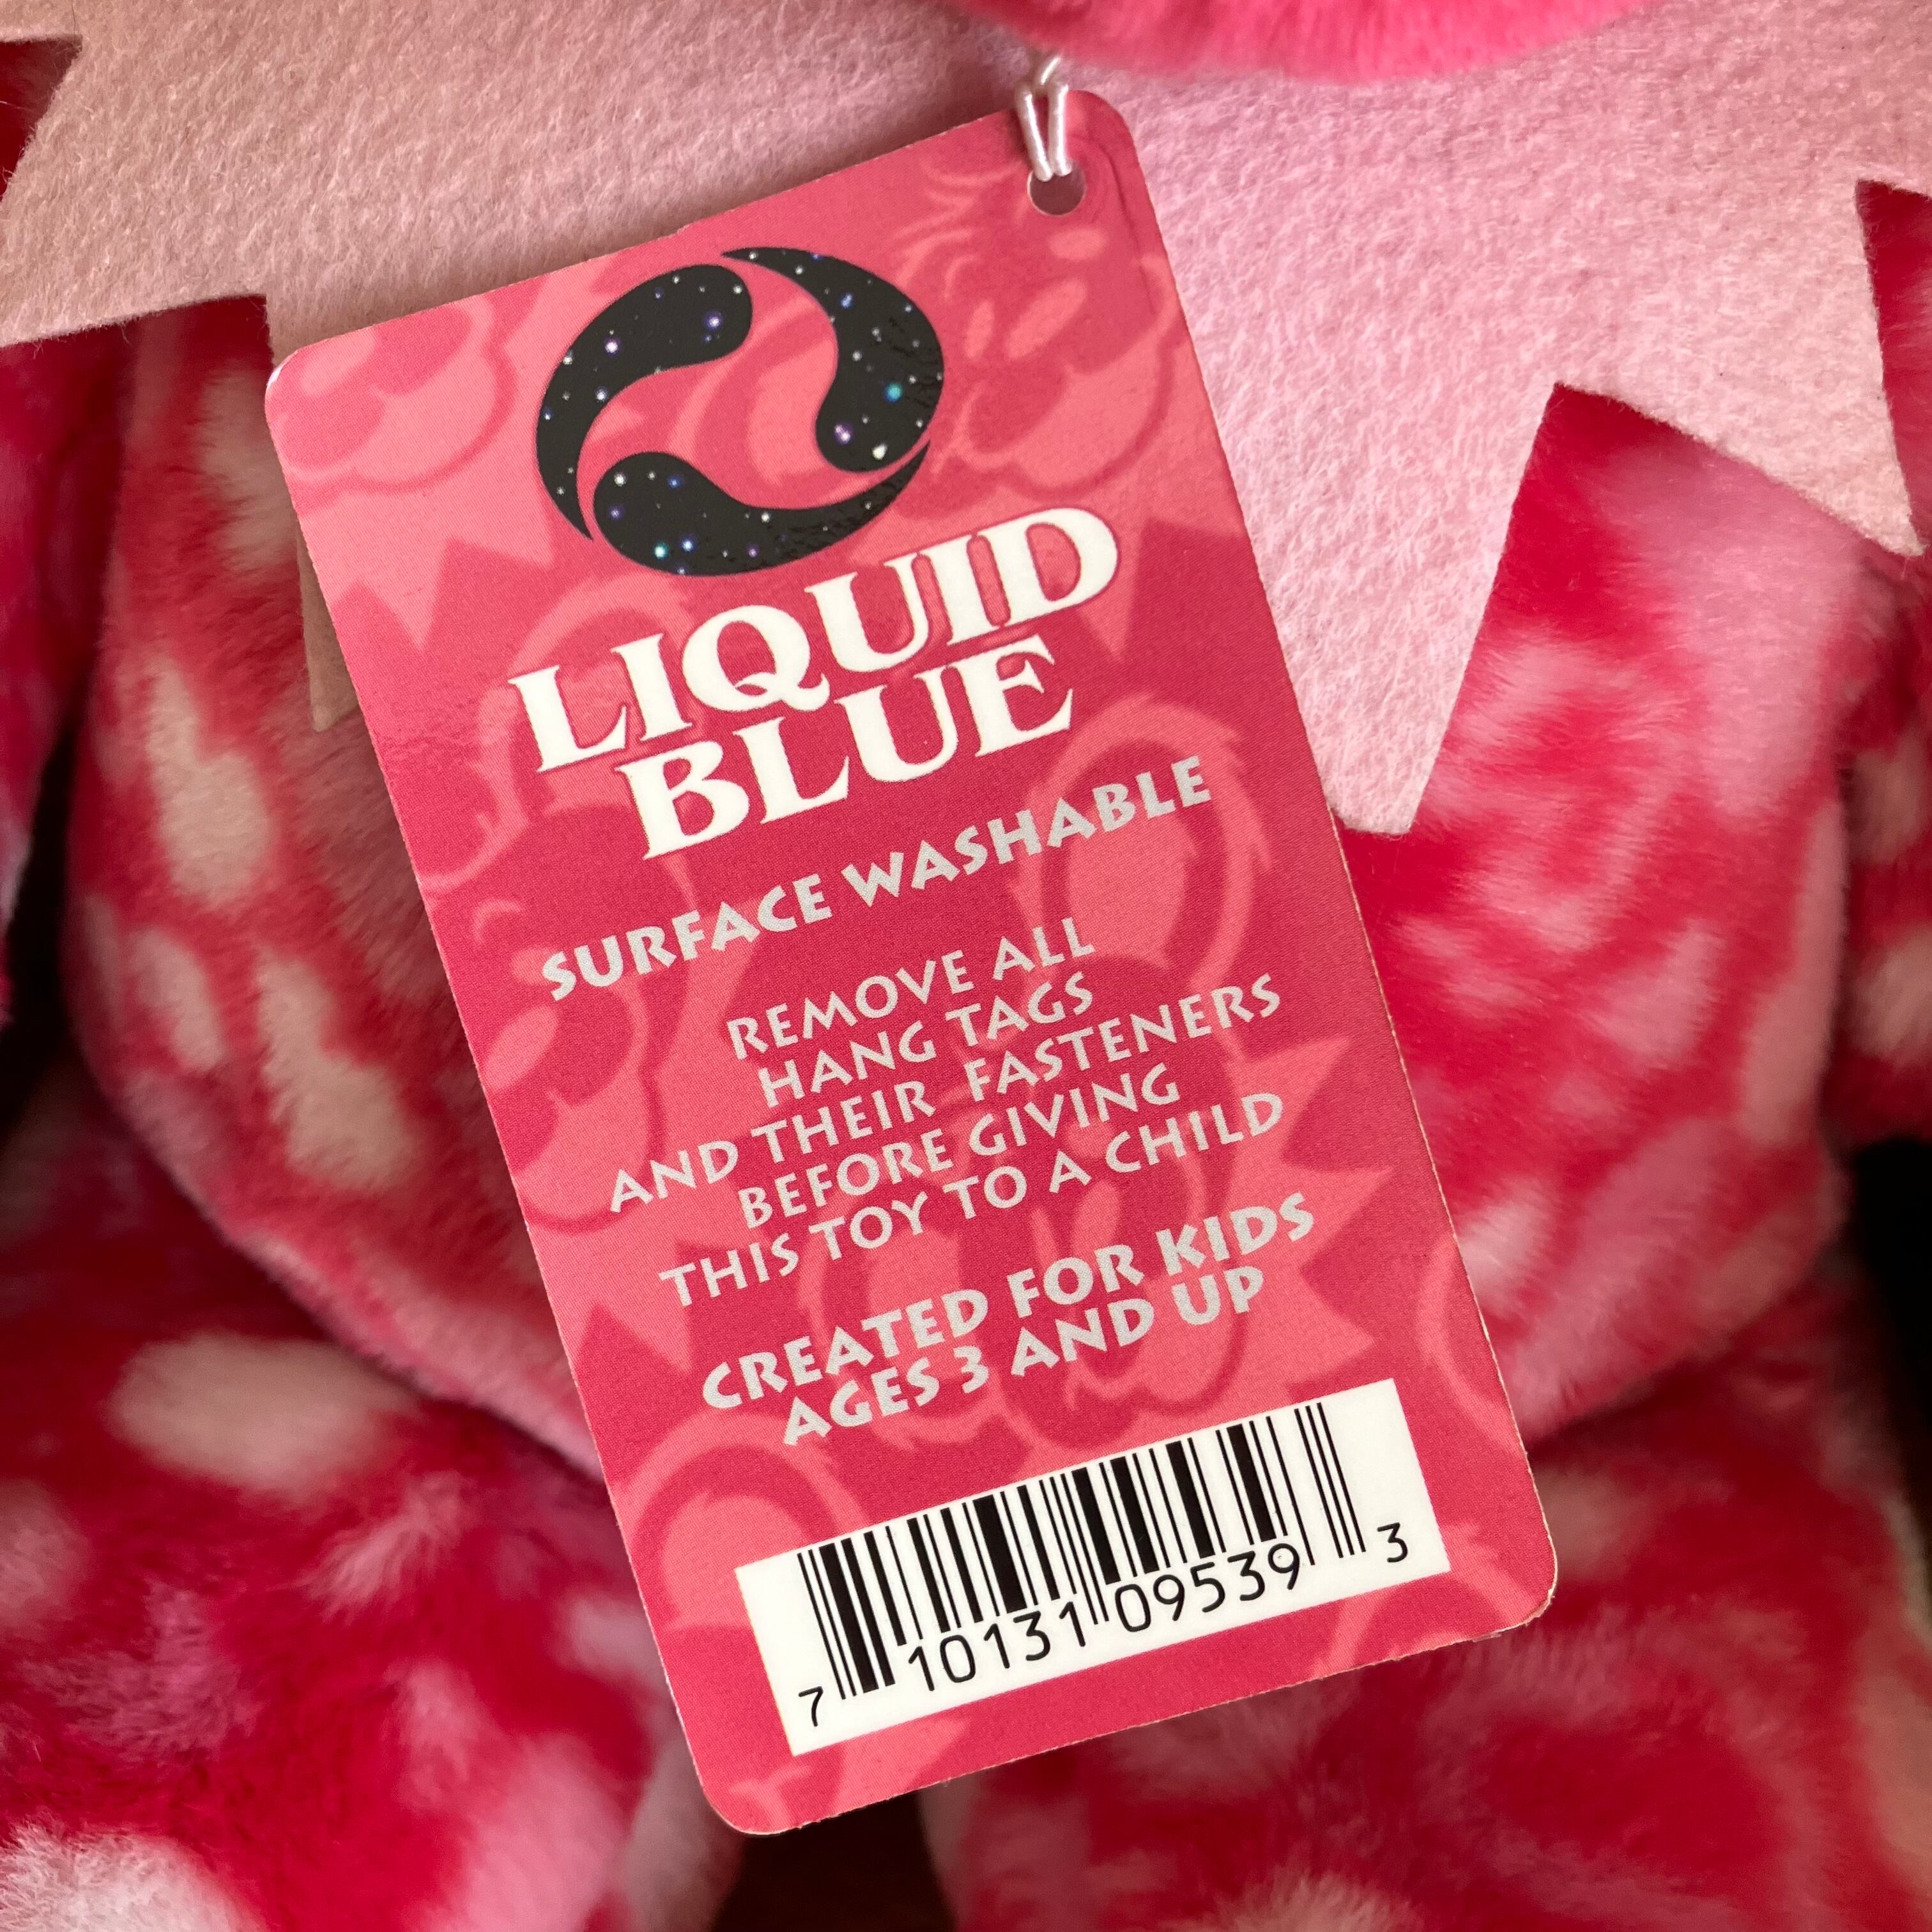 LIQUID
BLUE
SURFACE WASHABLE
REMOVE ALL
HANG TAGS
AND THEIR FASTENERS
BEFORE GIVING
THIS TOY TO A CHILD
CREATED FOR KIDS
AGES 3 AND UP
7 10131 09539 3